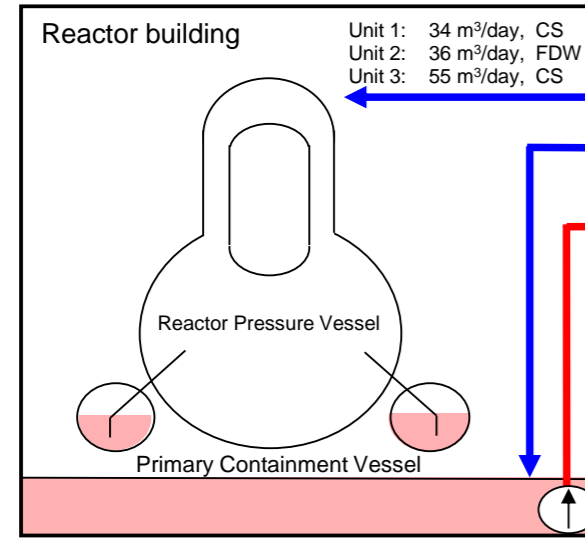 Reactor building
Unit 1: 34 m³/day, CS
Unit 2: 36 m³/day, FDW
Unit 3: 55 m³/day, CS
Reactor Pressure Vessel
Primary Containment Vessel